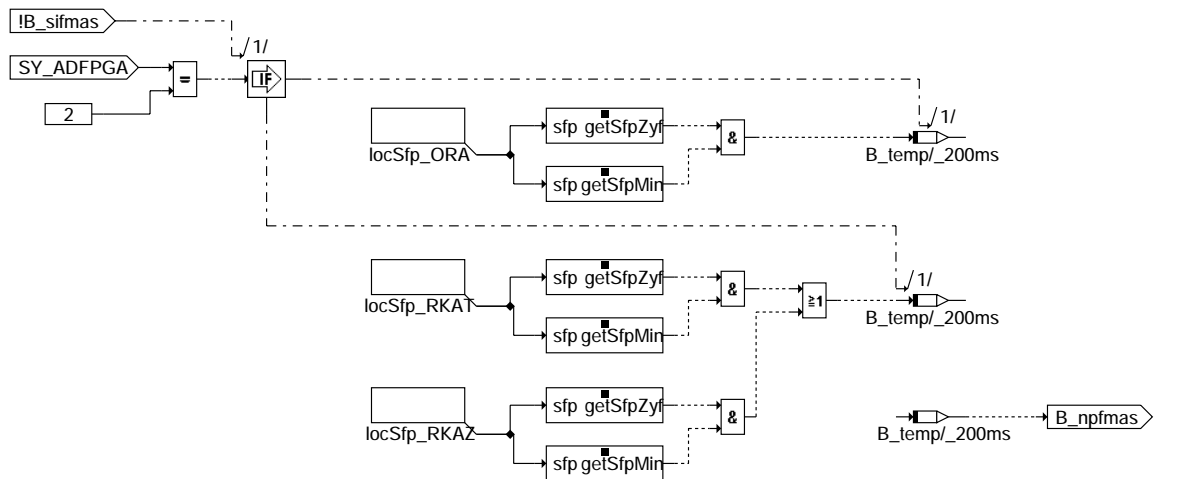 !B_sifmas
/1/
SY_ADFPGA
=
IF
2
/1/
sfp getSfpZyf
&
locSfp_ORA
B_temp/_200ms
sfp getSfpMin
/1/
sfp getSfpZyf
&
≥1
locSfp_RKAT
B_temp/_200ms
sfp getSfpMin
sfp getSfpZyf
&
B_npfmas
locSfp_RKAZ
B_temp/_200ms
sfp getSfpMin